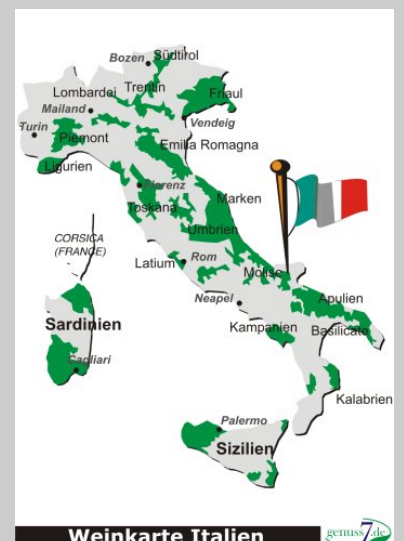 Südtirol
Bozen
Lombardei
Trentin
Friaul
Mailand
Vendeig
Turin
Piemont
Emilia Romagna
Ligurien
Florenz
Toskana
Marken
Umbrien
CORSICA
(FRANCE)
Latium
Rom
Molise
Neapel
Apulien
Sardinien
Kampanien
Basilicate
Cagliari
Kalabrien
Palermo
Sizilien
Weinkarte Italien
genuss7.de